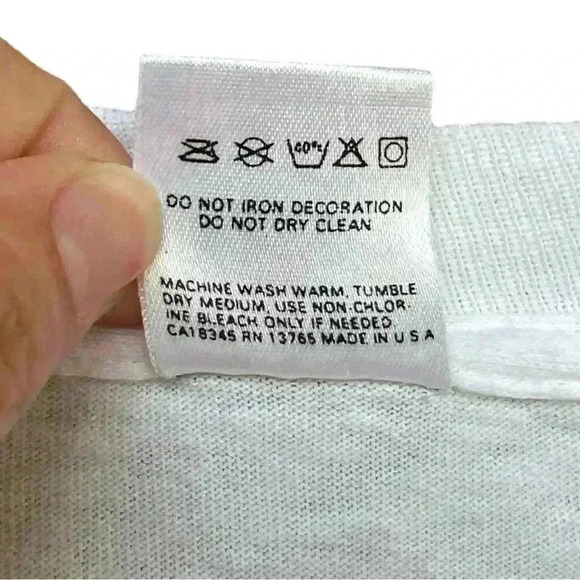 40°c
DO NOT IRON DECORATION
DO NOT DRY CLEAN
MACHINE WASH WARM, TUMBLE
DRY MEDIUM, USE NON-CHLOR-
INE BLEACH ONLY IF NEEDED
CA18345 RN 13765 MADE IN U.S.A